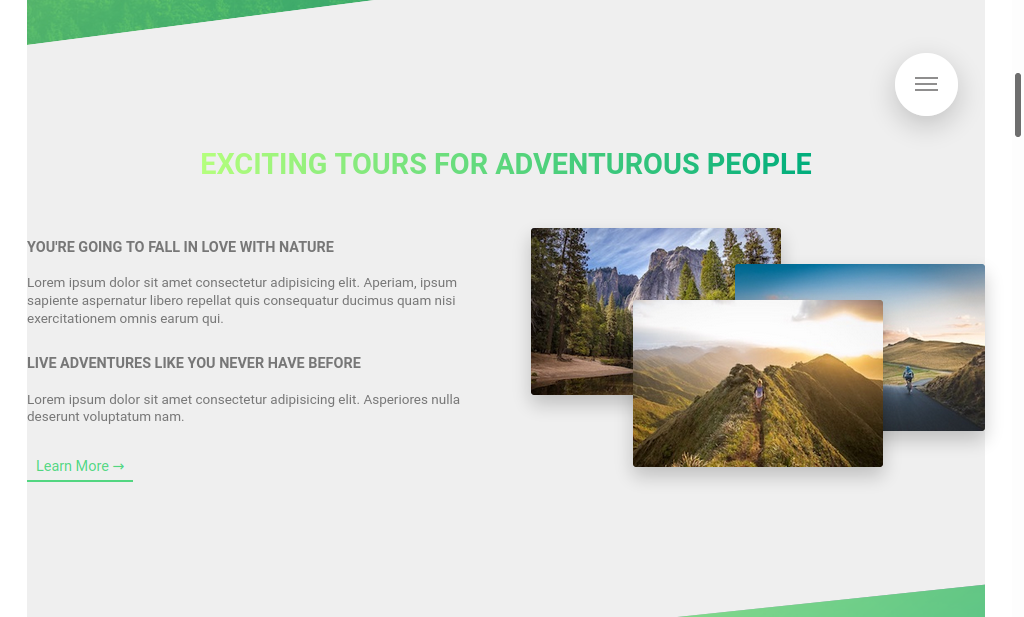 EXCITING TOURS FOR ADVENTUROUS PEOPLE
YOU'RE GOING TO FALL IN LOVE WITH NATURE
Lorem ipsum dolor sit amet consectetur adipisicing elit. Aperiam, ipsum
sapiente aspernatur libero repellat quis consequatur ducimus quam nisi
exercitationem omnis earum qui.
LIVE ADVENTURES LIKE YOU NEVER HAVE BEFORE
Lorem ipsum dolor sit amet consectetur adipisicing elit. Asperiores nulla
deserunt voluptatum nam.
Learn More →